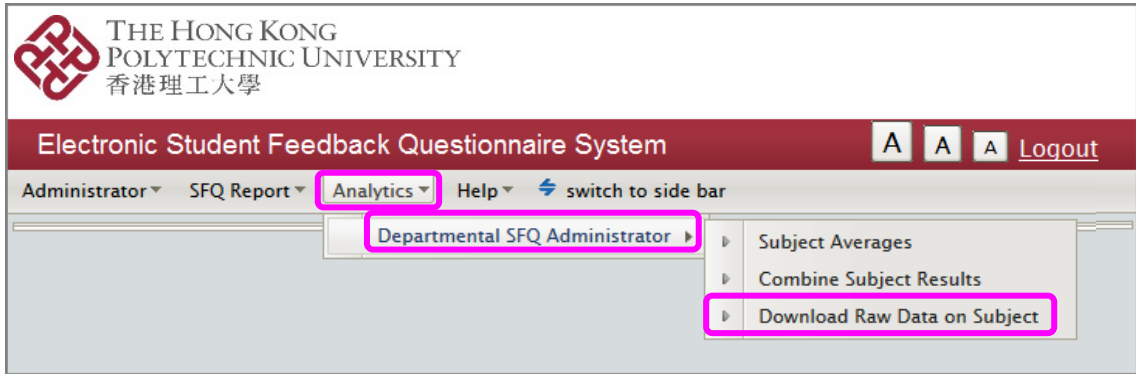 THE HONG KONG
POLYTECHNIC UNIVERSITY
香港理工大學
Electronic Student Feedback Questionnaire System
A A A Logout
Administrator SFQ Report Analytics Help switch to side bar
Departmental SFQ Administrator
Subject Averages
Combine Subject Results
Download Raw Data on Subject